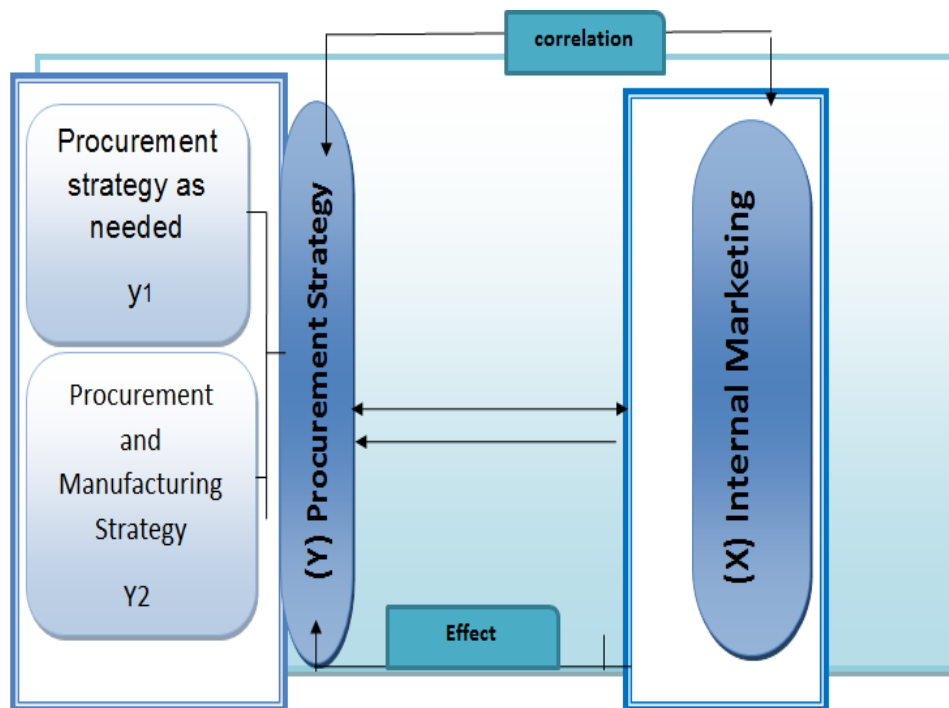 correlation
Procurement
strategy as
needed
y1
Procurement
and
Manufacturing
Strategy
Y2
(Y) Procurement Strategy
(X) Internal Marketing
Effect